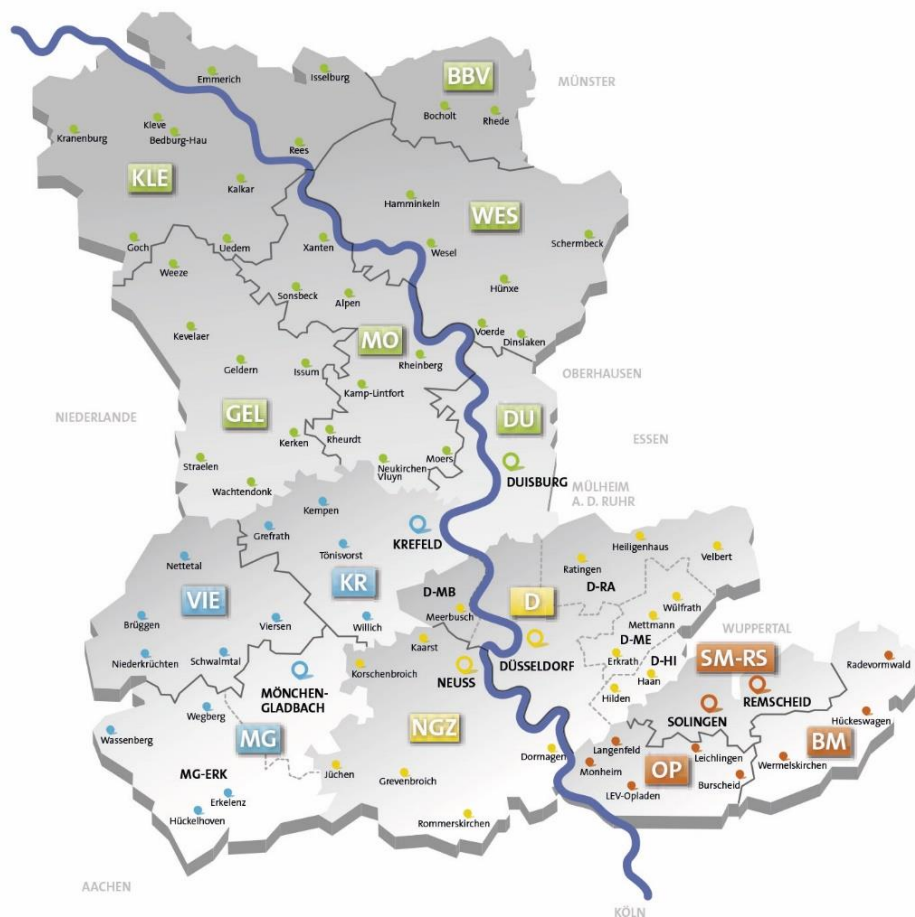 Isselburg
Emmerich
BBV
MÜNSTER
Bocholt
Rhede
Kleve
Kranenburg
Bedburg-Hau
Rees
KLE
Kalkar
Hamminkeln
WES
Schermbeck
Goch
Uedem
Xanten
Wesel
Weeze
Sonsbeck
Alpen
Hünxe
Kevelaer
Voerde
Dinslaken
MO
Rheinberg
Geldern
Issum
OBERHAUSEN
Kamp-Lintfort
NIEDERLANDE
GEL
DU
Kerken
Rheurdt
ESSEN
Straelen
Neukirchen-
Vluyn
Moers
DUISBURG
Wachtendonk
MÜLHEIM
A. D. RUHR
Kempen
Grefrath
KREFELD
Heiligenhaus
Velbert
Nettetal
Tönisvorst
Ratingen
KR
D-MB
D-RA
VIE
D
Wülfrath
Brüggen
Viersen
Willich
Meerbusch
Mettmann
WUPPERTAL
Kaarst
D-ME
Niederkrüchten
Schwalmtal
Korschenbroich
NEUSS
DÜSSELDORF
Erkrath
D-HI
SM-RS
Radevormwald
Haan
MÖNCHEN-
GLADBACH
Hilden
REMSCHEID
SOLINGEN
Wegberg
Hückeswagen
Wassenberg
MG
NGZ
Dormagen
Langenfeld
Leichlingen
BM
MG-ERK
Jüchen
Grevenbroich
Monheim
OP
Wermelskirchen
Burscheid
Erkelenz
LEV-Opladen
Hückelhoven
Rommerskirchen
AACHEN
KÖLN